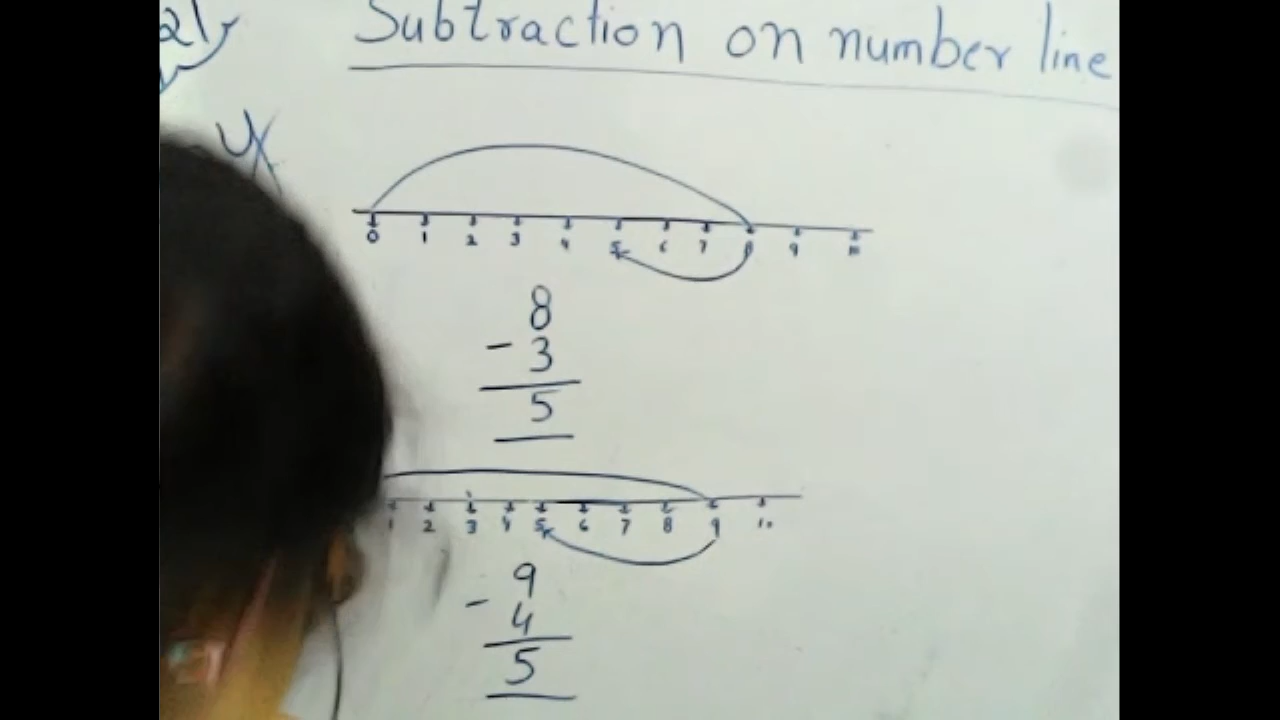 Subtraction on number line
0 1 2 3 4 5 6 7 8 9 10
8
- 3
5
1 2 3 4 5 6 7 8 9 10
9
- 4
5